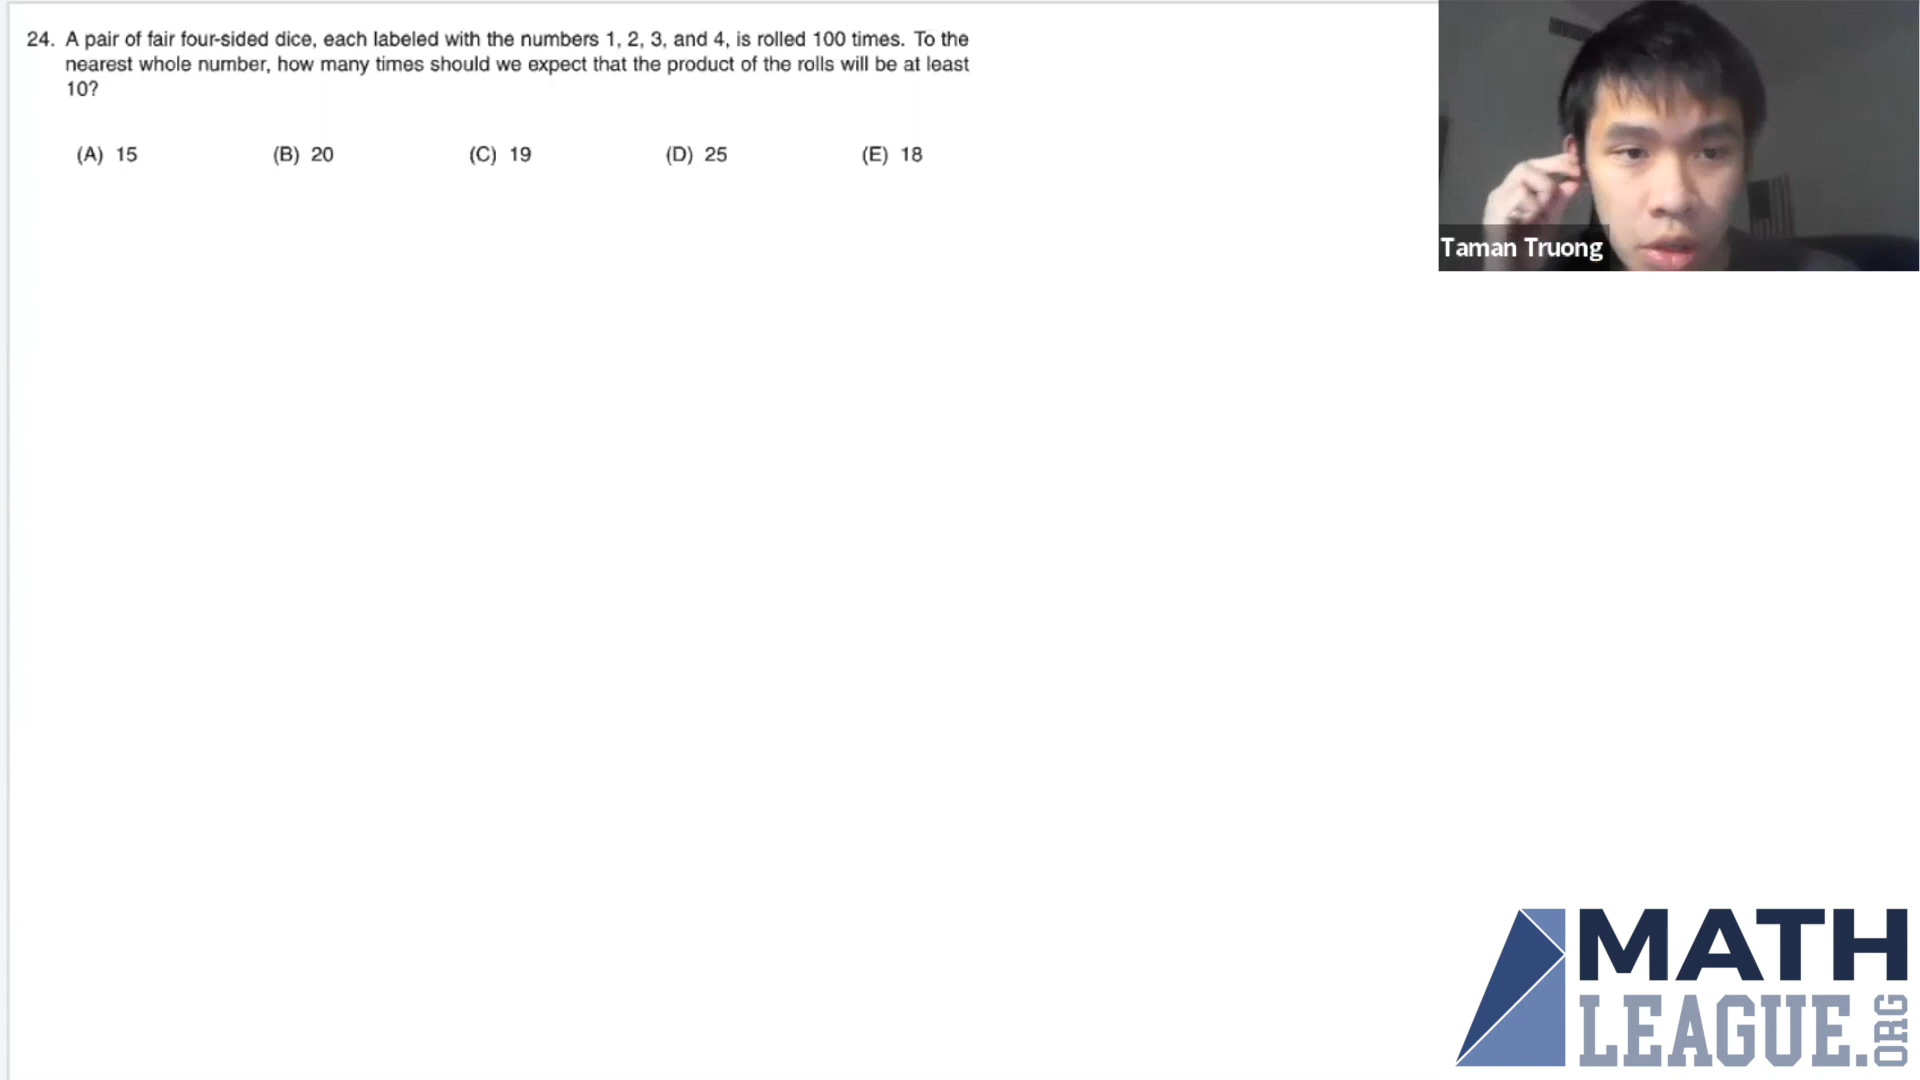 24. A pair of fair four-sided dice, each labeled with the numbers 1, 2, 3, and 4, is rolled 100 times. To the
nearest whole number, how many times should we expect that the product of the rolls will be at least
10?
(A) 15 (B) 20 (C) 19 (D) 25 (E) 18
Taman Truong
MATH
LEAGUE.ORG